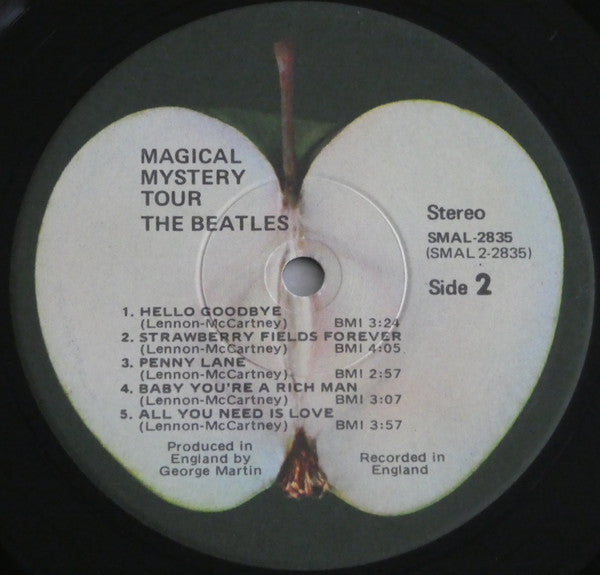 MAGICAL
MYSTERY
TOUR
THE BEATLES
Stereo
SMAL-2835
(SMAL 2-2835)
Side 2
1. HELLO GOODBYE
(Lennon-McCartney) BMI 3:24
2. STRAWBERRY FIELDS FOREVER
(Lennon-McCartney) BMI 4:05
3. PENNY LANE
(Lennon-McCartney) BMI 2:57
4. BABY YOU'RE A RICH MAN
(Lennon-McCartney) BMI 3:07
5. ALL YOU NEED IS LOVE
(Lennon-McCartney) BMI 3:57
Produced in
England by
George Martin
Recorded in
England